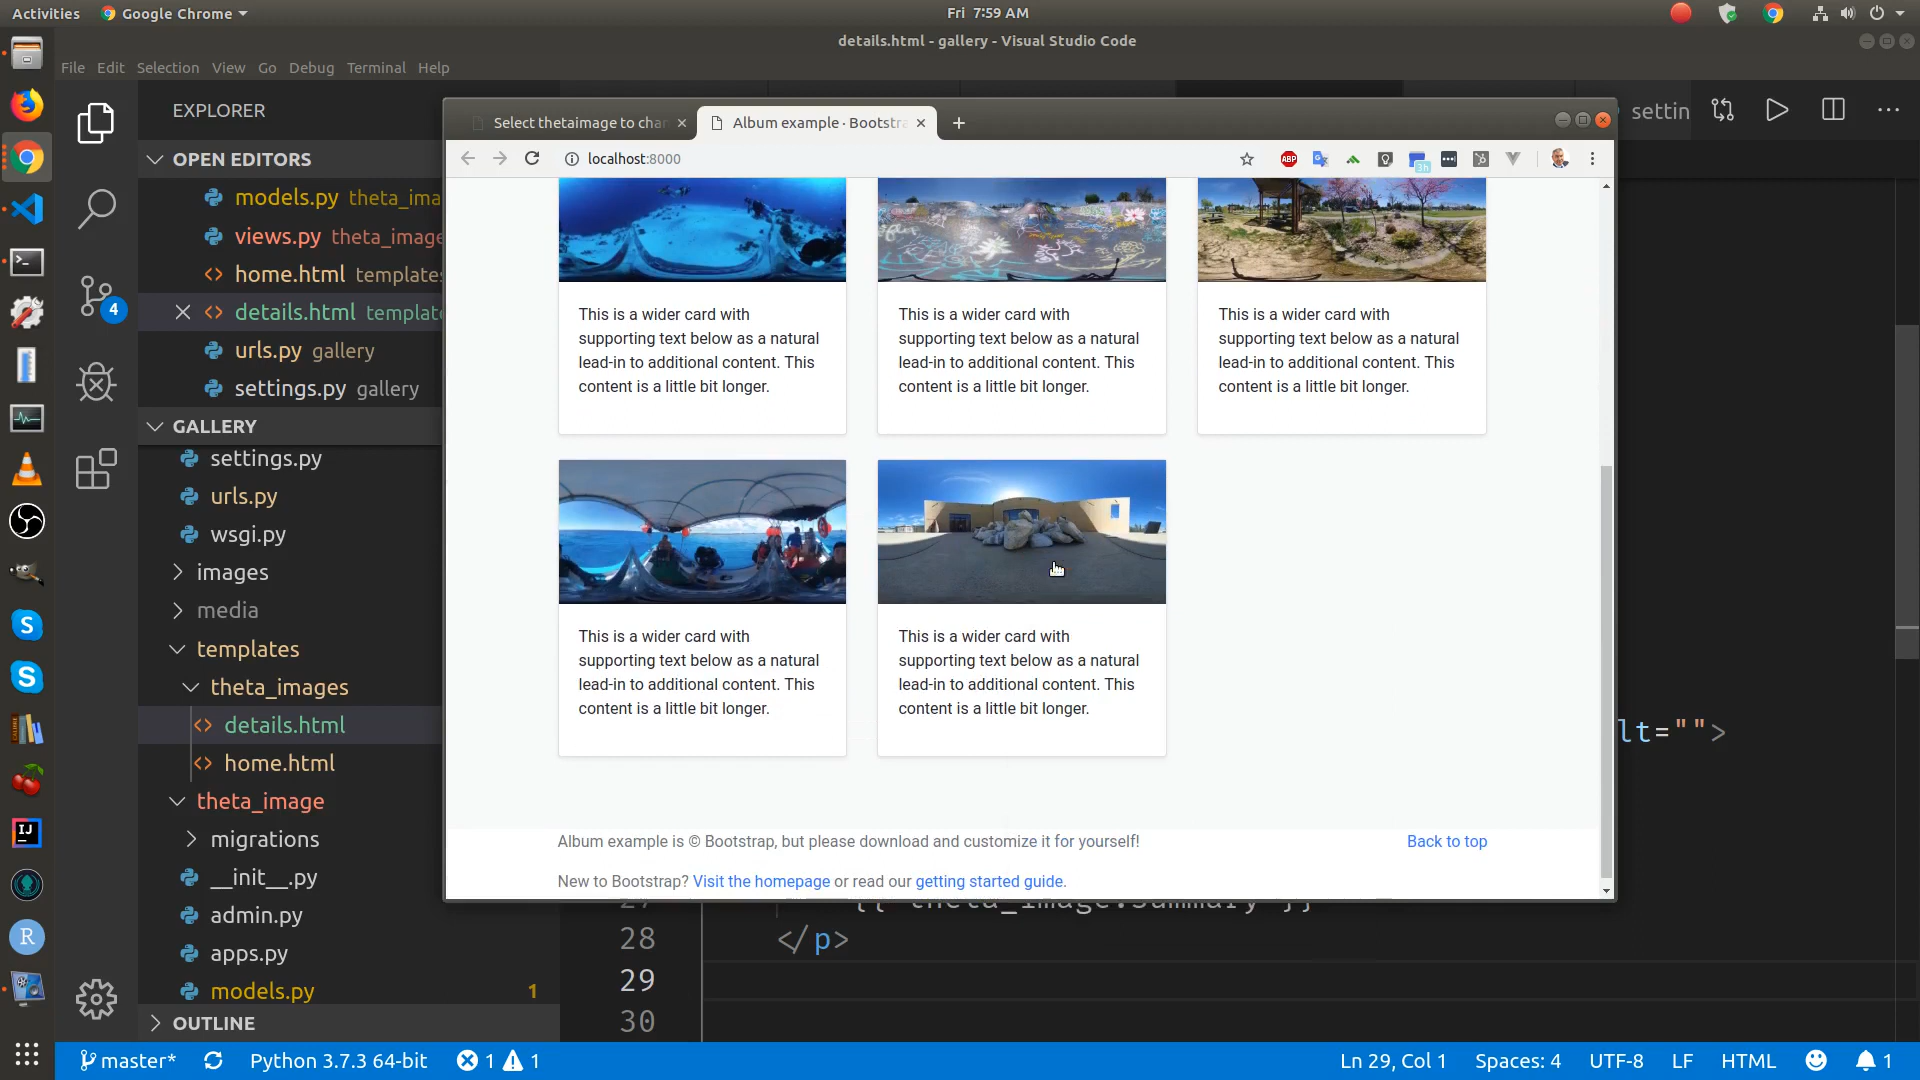 Activities
Google Chrome
Fri 7:59 AM
details.html - gallery - Visual Studio Code
File Edit Selection View Go Debug Terminal Help
EXPLORER
OPEN EDITORS
models.py theta_ima
views.py theta_image
home.html templates
details.html templat
urls.py gallery
settings.py gallery
GALLERY
settings.py
urls.py
wsgi.py
images
media
templates
theta_images
details.html
home.html
theta_image
migrations
__init__.py
admin.py
apps.py
models.py 1
OUTLINE
4
Select thetaimage to chan
Album example · Bootstra
localhost:8000
ABP
3h
settin
This is a wider card with
supporting text below as a natural
lead-in to additional content. This
content is a little bit longer.
This is a wider card with
supporting text below as a natural
lead-in to additional content. This
content is a little bit longer.
This is a wider card with
supporting text below as a natural
lead-in to additional content. This
content is a little bit longer.
This is a wider card with
supporting text below as a natural
lead-in to additional content. This
content is a little bit longer.
This is a wider card with
supporting text below as a natural
lead-in to additional content. This
content is a little bit longer.
Album example is © Bootstrap, but please download and customize it for yourself!
Back to top
New to Bootstrap? Visit the homepage or read our getting started guide.
lt="">
27 {{ theta_image.summary }}
28 </p>
29
30
master* Python 3.7.3 64-bit 1 1
Ln 29, Col 1 Spaces: 4 UTF-8 LF HTML 1